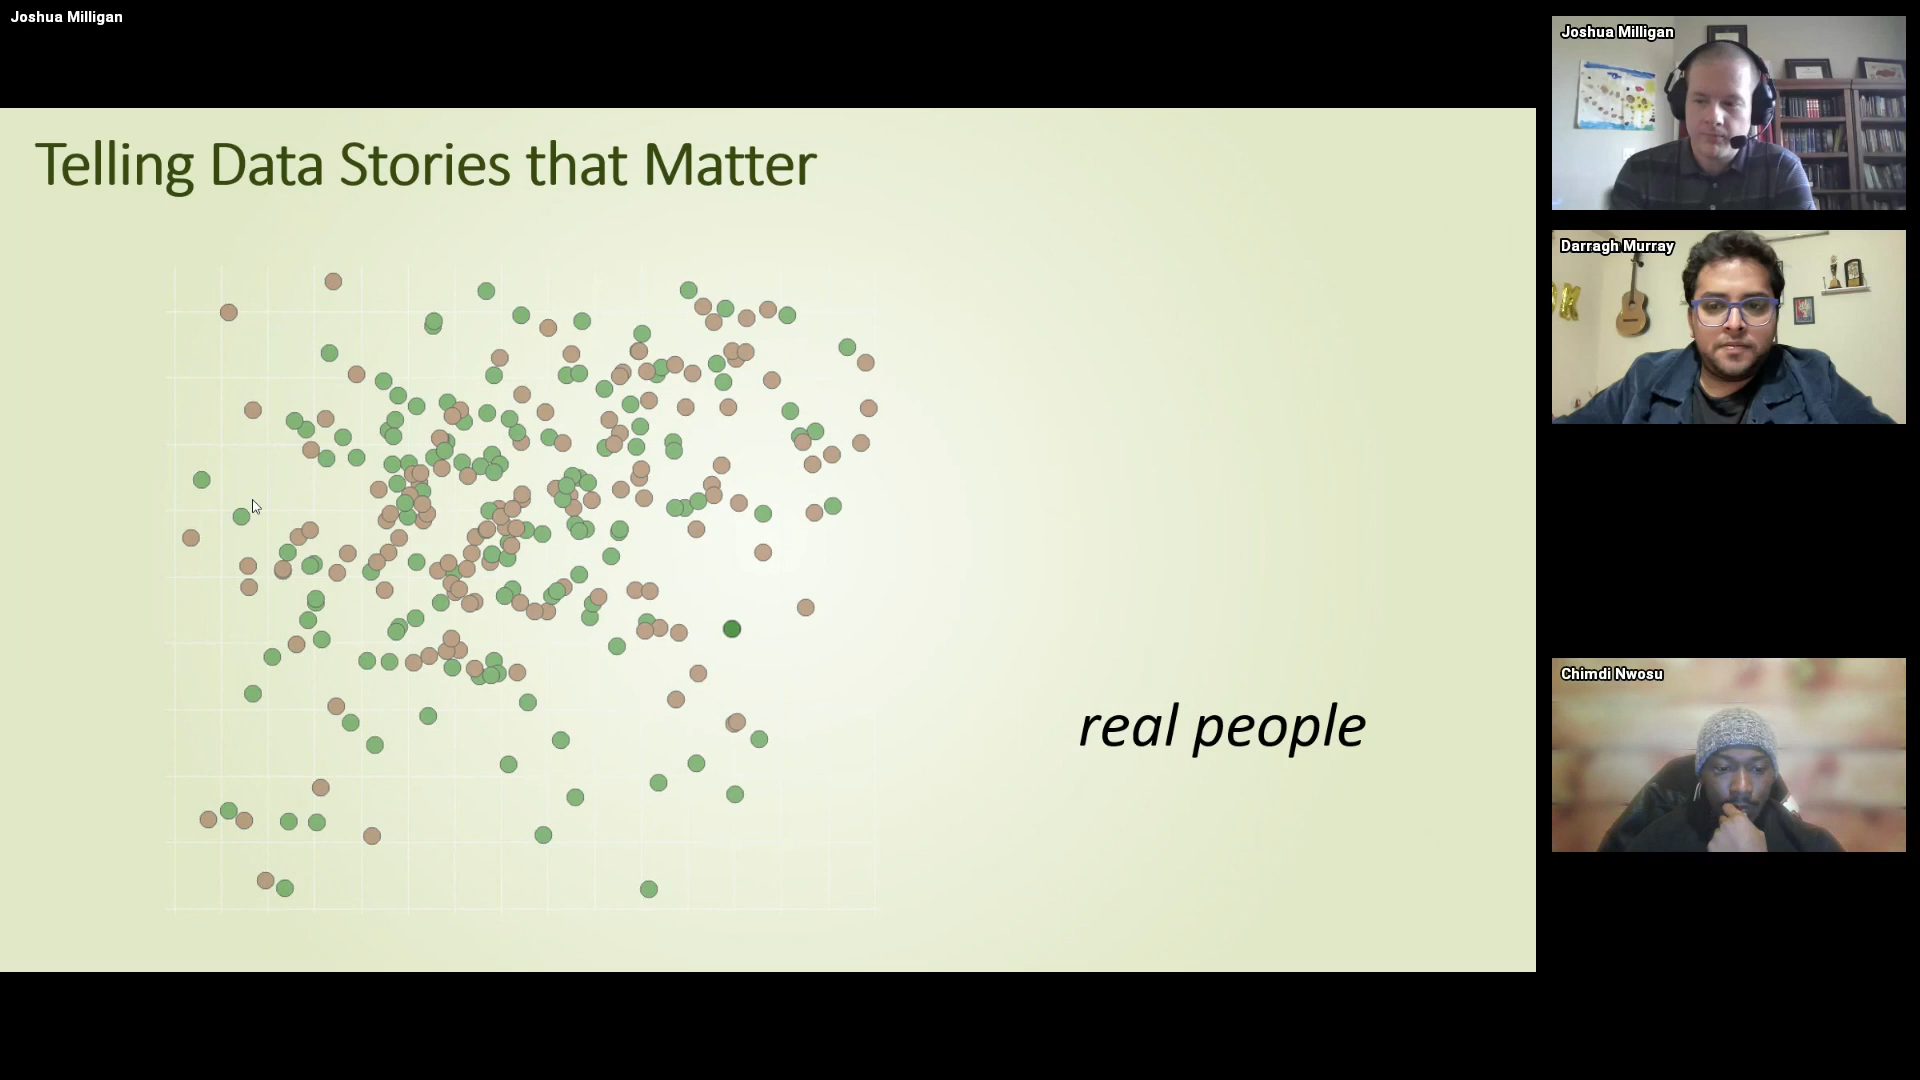 Joshua Milligan
Telling Data Stories that Matter
real people
Joshua Milligan
Darragh Murray
Chimdi Nwosu